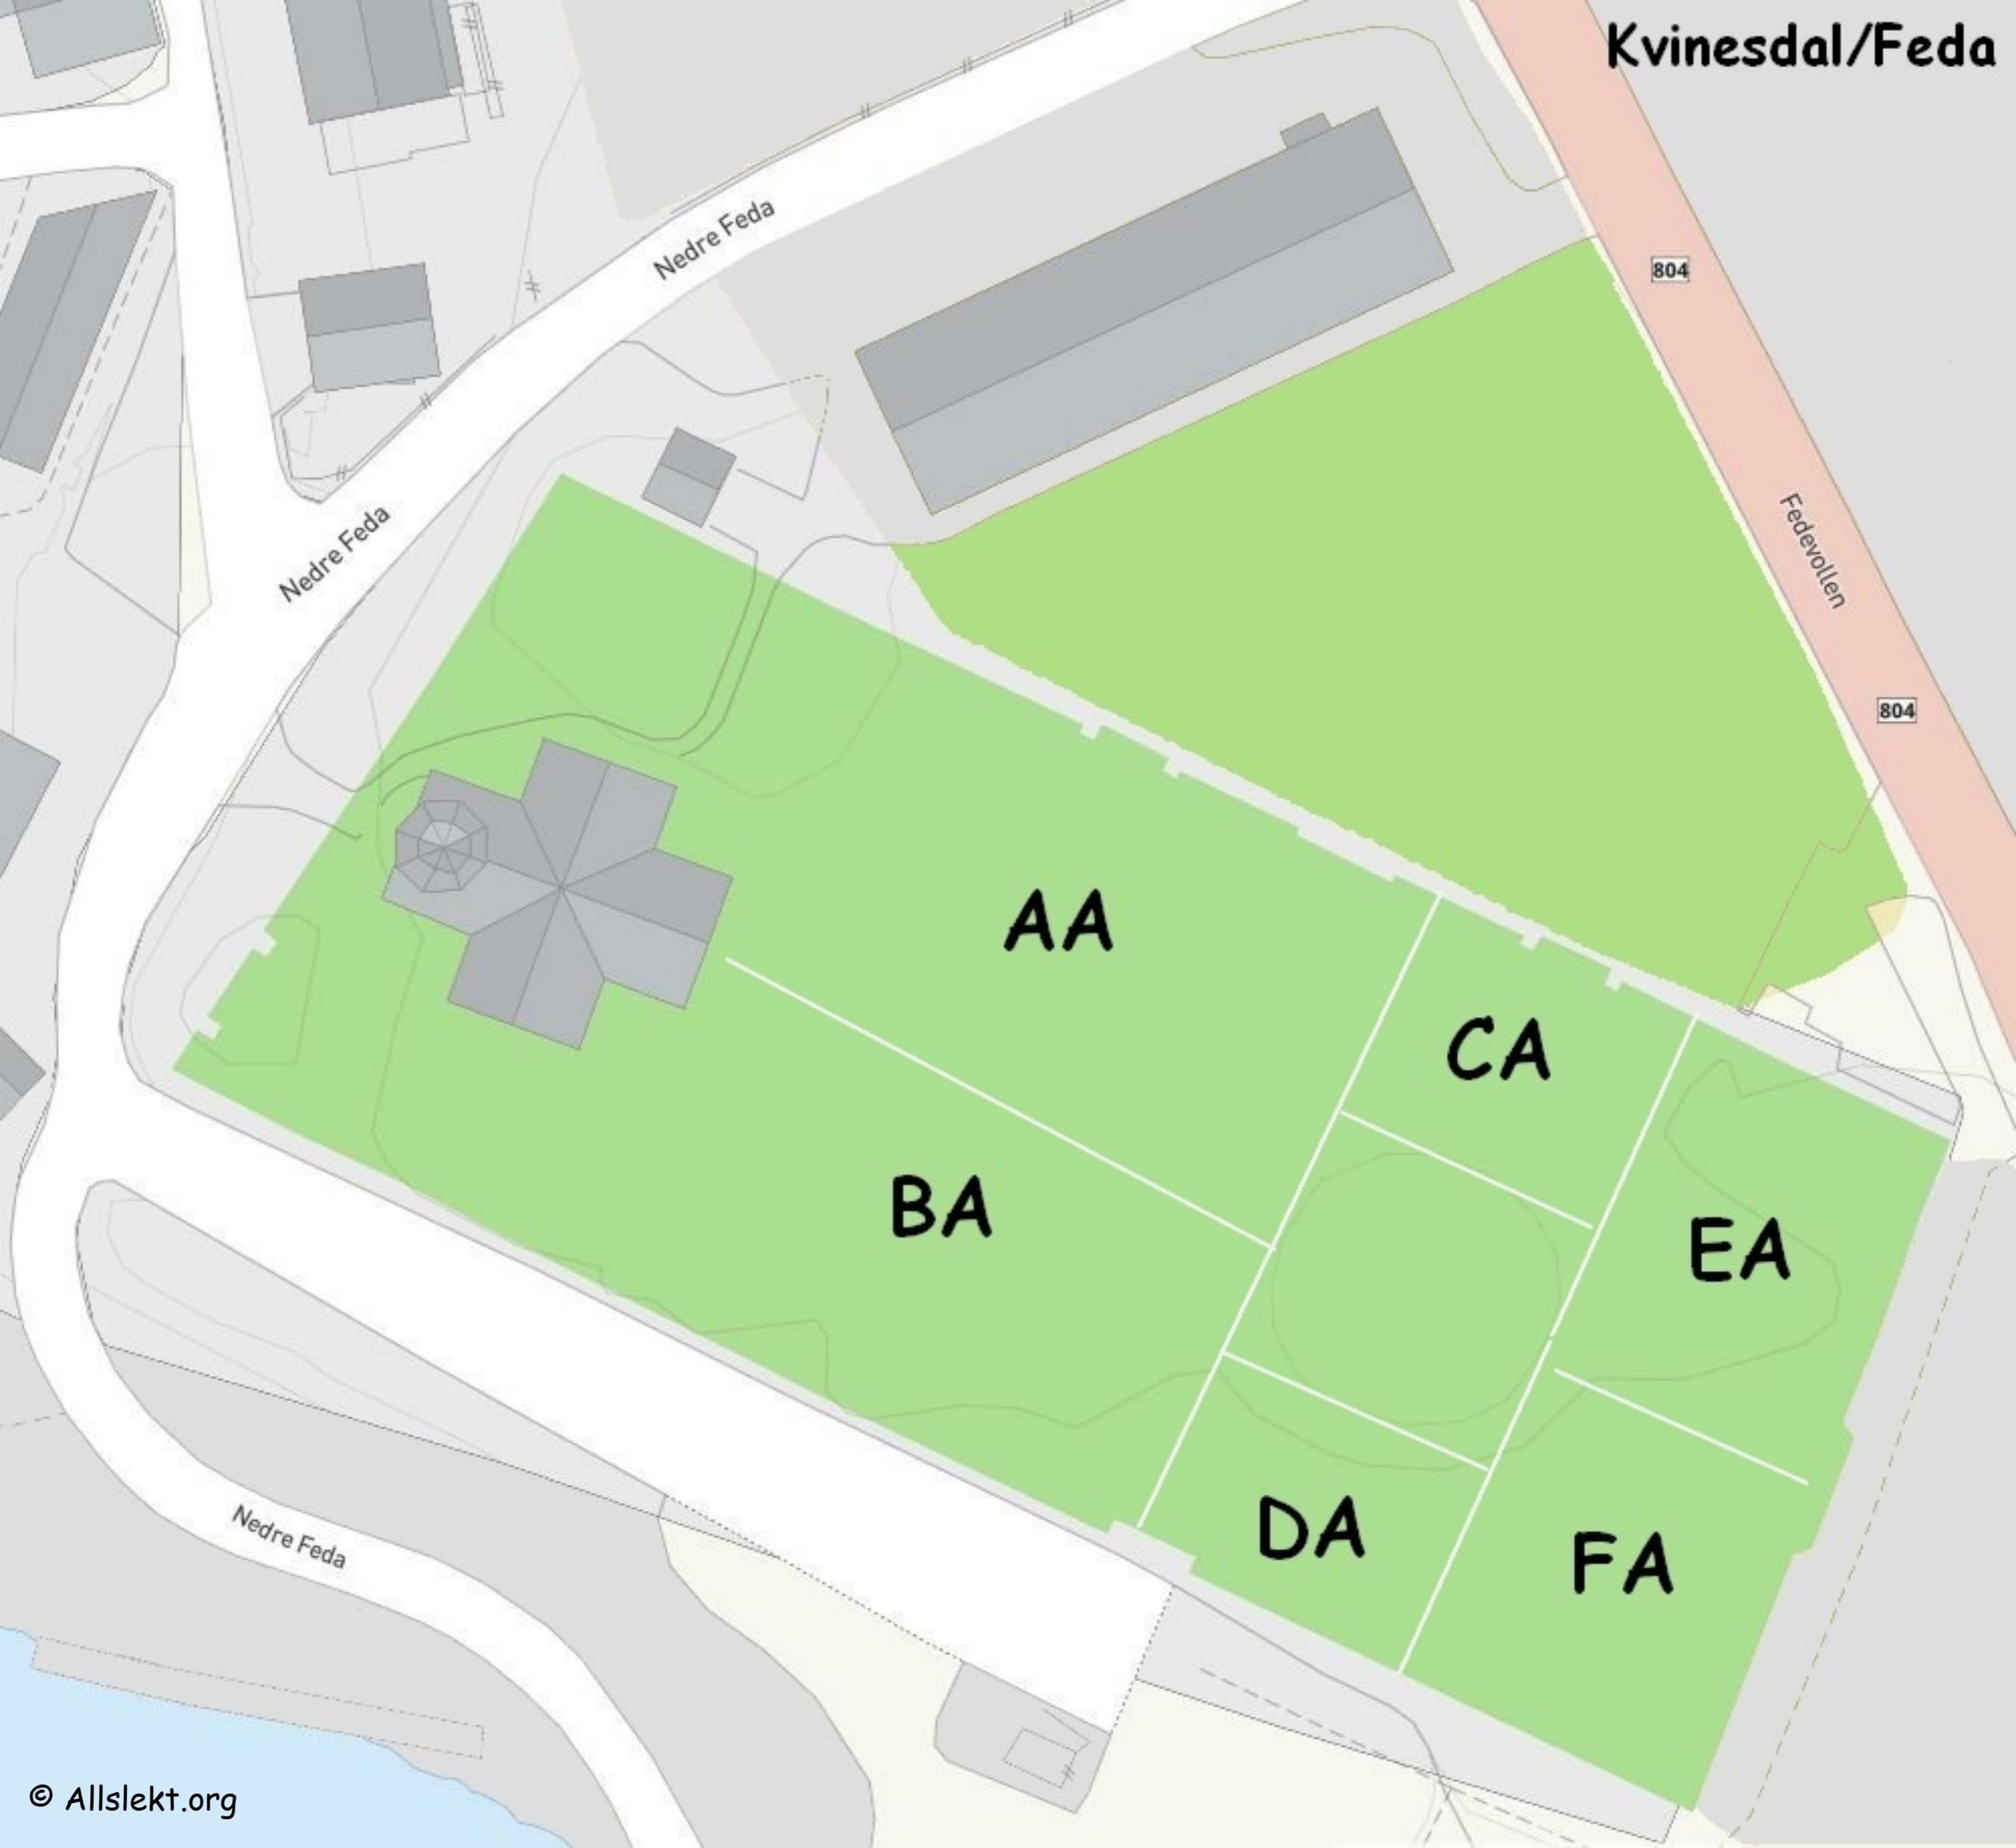 Kvinesdal/Feda
Nedre Feda
804
Nedre Feda
Fedevollen
804
AA
CA
BA
EA
DA
FA
Nedre Feda
© Allslekt.org